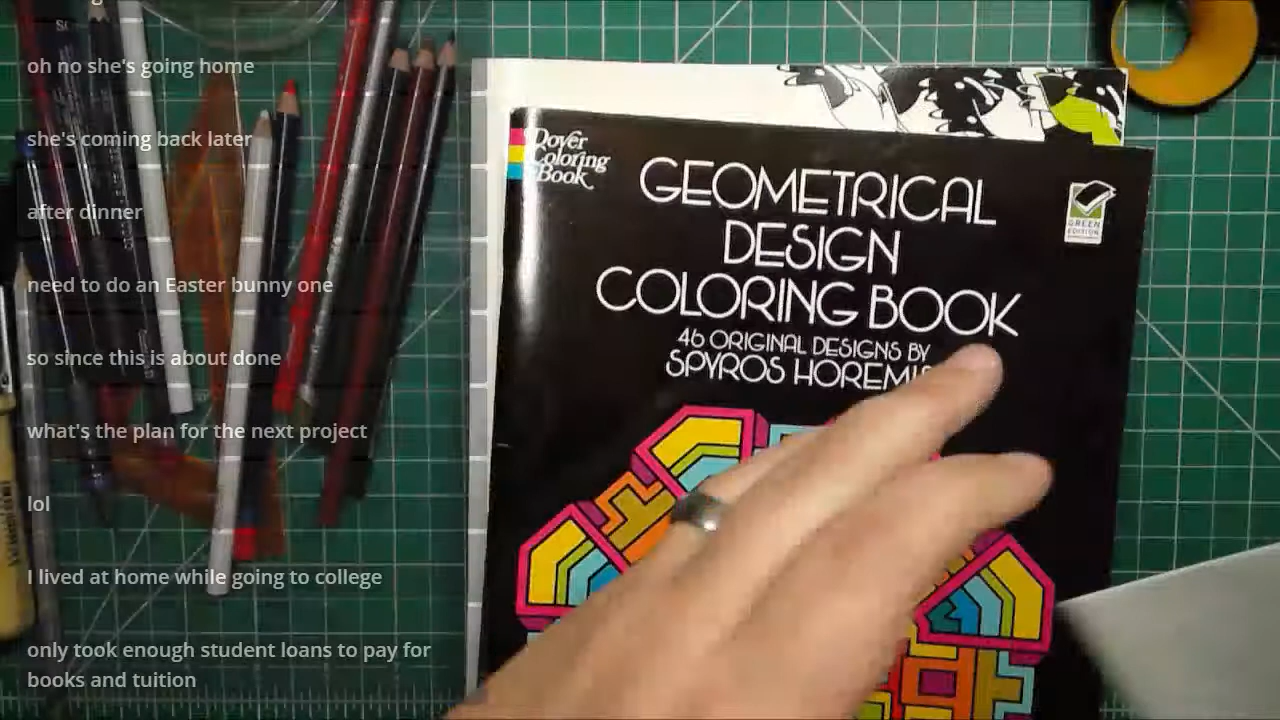 oh no she's going home
she's coming back later
after dinner
need to do an Easter bunny one
so since this is about done
what's the plan for the next project
lol
I lived at home while going to college
only took enough student loans to pay for
books and tuition
Dover
Coloring
Book
GEOMETRICAL
DESIGN
COLORING BOOK
46 ORIGINAL DESIGNS BY
SPYROS HOREMIS
GREEN
EDITION